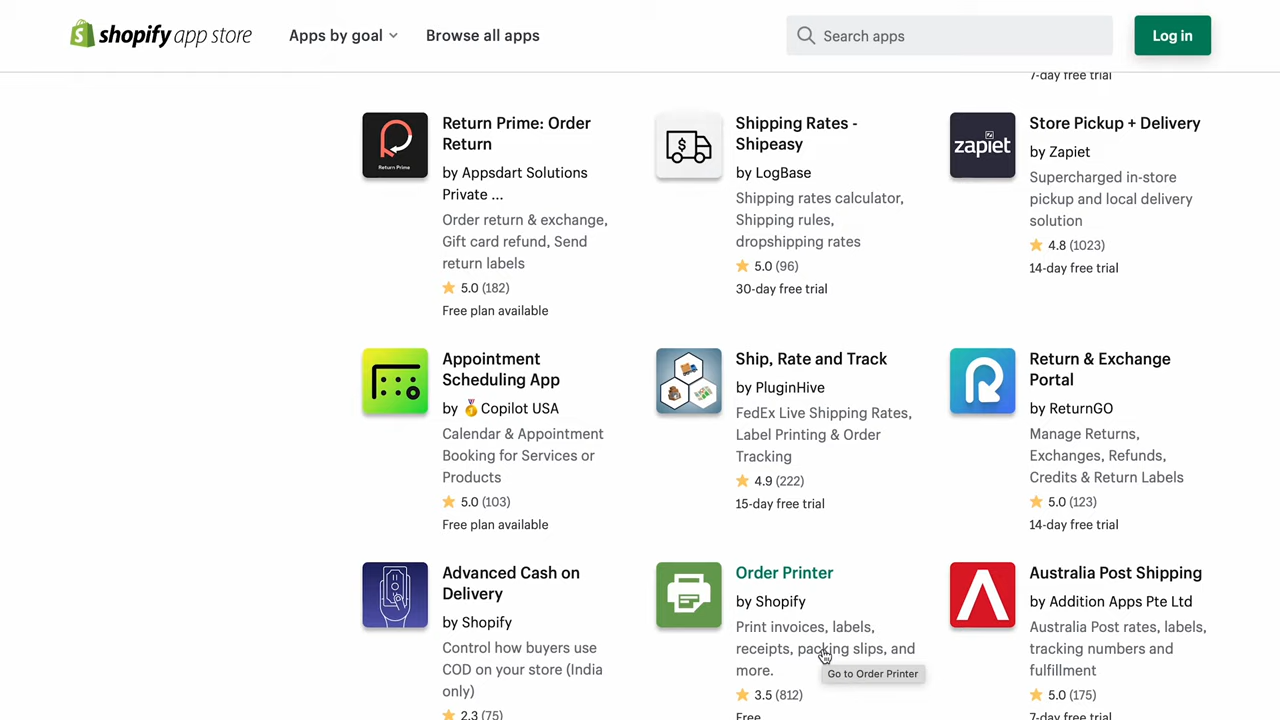 shopify app store
Apps by goal
Browse all apps
Search apps
Log in
7-day free trial
Return Prime
Return Prime: Order
Return
by Appsdart Solutions
Private ...
Order return & exchange,
Gift card refund, Send
return labels
5.0 (182)
Free plan available
Shipping Rates -
Shipeasy
by LogBase
Shipping rates calculator,
Shipping rules,
dropshipping rates
5.0 (96)
30-day free trial
zapiet
Store Pickup + Delivery
by Zapiet
Supercharged in-store
pickup and local delivery
solution
4.8 (1023)
14-day free trial
Appointment
Scheduling App
by 🥇 Copilot USA
Calendar & Appointment
Booking for Services or
Products
5.0 (103)
Free plan available
Ship, Rate and Track
by PluginHive
FedEx Live Shipping Rates,
Label Printing & Order
Tracking
4.9 (222)
15-day free trial
Return & Exchange
Portal
by ReturnGO
Manage Returns,
Exchanges, Refunds,
Credits & Return Labels
5.0 (123)
14-day free trial
Advanced Cash on
Delivery
by Shopify
Control how buyers use
COD on your store (India
only)
2.3 (75)
Order Printer
by Shopify
Print invoices, labels,
receipts, packing slips, and
more.
Go to Order Printer
3.5 (812)
Free
Australia Post Shipping
by Addition Apps Pte Ltd
Australia Post rates, labels,
tracking numbers and
fulfillment
5.0 (175)
7-day free trial